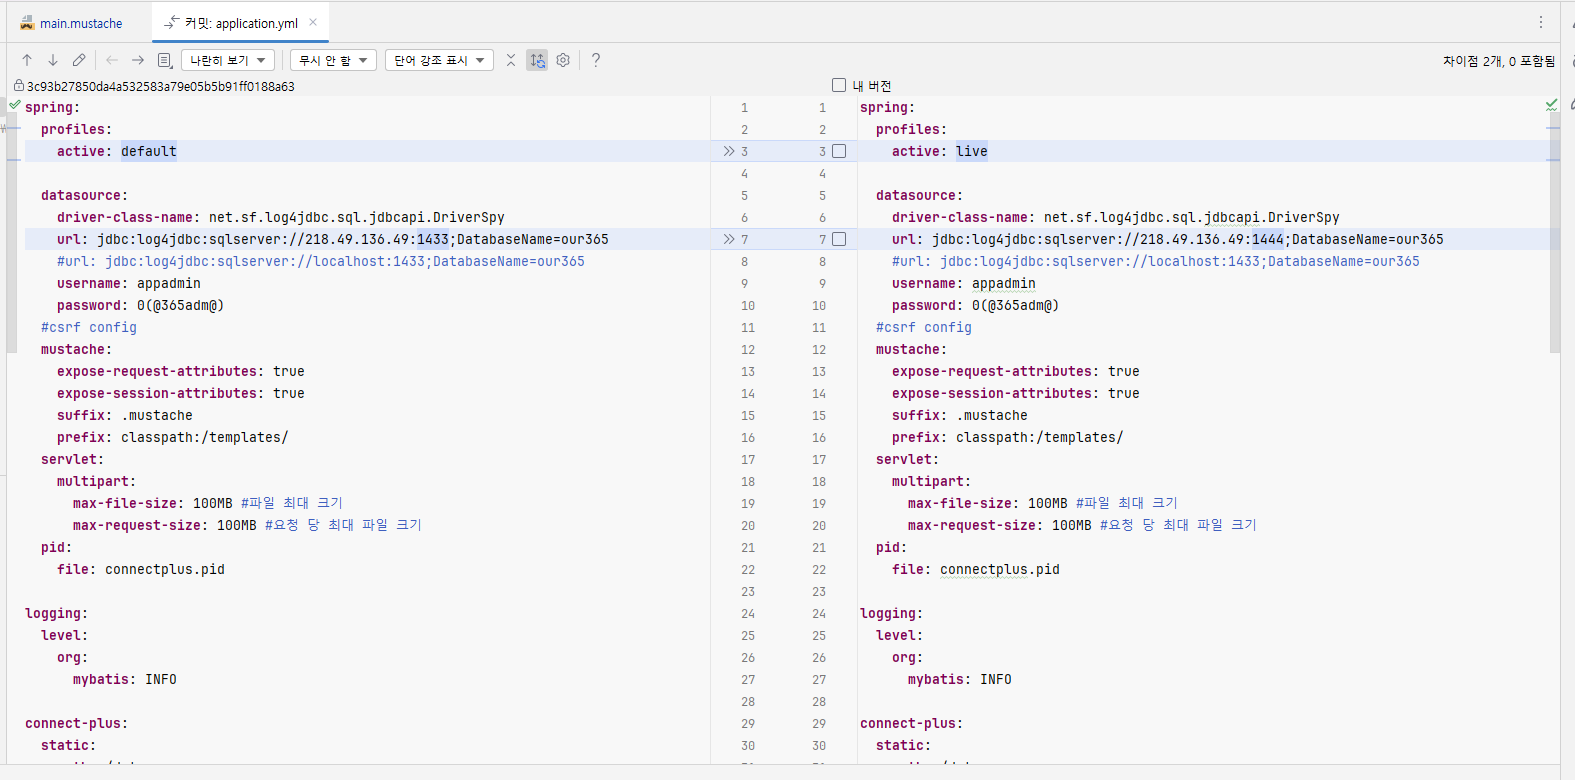 main.mustache
커밋: application.yml
나란히 보기
무시 안 함
단어 강조 표시
?
차이점 2개, 0 포함됨
3c93b27850da4a532583a79e05b5b91ff0188a63
내 버전
spring:
profiles:
active: default
datasource:
driver-class-name: net.sf.log4jdbc.sql.jdbcapi.DriverSpy
url: jdbc:log4jdbc:sqlserver://218.49.136.49:1433;DatabaseName=our365
#url: jdbc:log4jdbc:sqlserver://localhost:1433;DatabaseName=our365
username: appadmin
password: 0(@365adm@)
#csrf config
mustache:
expose-request-attributes: true
expose-session-attributes: true
suffix: .mustache
prefix: classpath:/templates/
servlet:
multipart:
max-file-size: 100MB #파일 최대 크기
max-request-size: 100MB #요청 당 최대 파일 크기
pid:
file: connectplus.pid
logging:
level:
org:
mybatis: INFO
connect-plus:
static:
1 1
2 2
3 3
4 4
5 5
6 6
7 7
8 8
9 9
10 10
11 11
12 12
13 13
14 14
15 15
16 16
17 17
18 18
19 19
20 20
21 21
22 22
23 23
24 24
25 25
26 26
27 27
28 28
29 29
30 30
spring:
profiles:
active: live
datasource:
driver-class-name: net.sf.log4jdbc.sql.jdbcapi.DriverSpy
url: jdbc:log4jdbc:sqlserver://218.49.136.49:1444;DatabaseName=our365
#url: jdbc:log4jdbc:sqlserver://localhost:1433;DatabaseName=our365
username: appadmin
password: 0(@365adm@)
#csrf config
mustache:
expose-request-attributes: true
expose-session-attributes: true
suffix: .mustache
prefix: classpath:/templates/
servlet:
multipart:
max-file-size: 100MB #파일 최대 크기
max-request-size: 100MB #요청 당 최대 파일 크기
pid:
file: connectplus.pid
logging:
level:
org:
mybatis: INFO
connect-plus:
static: